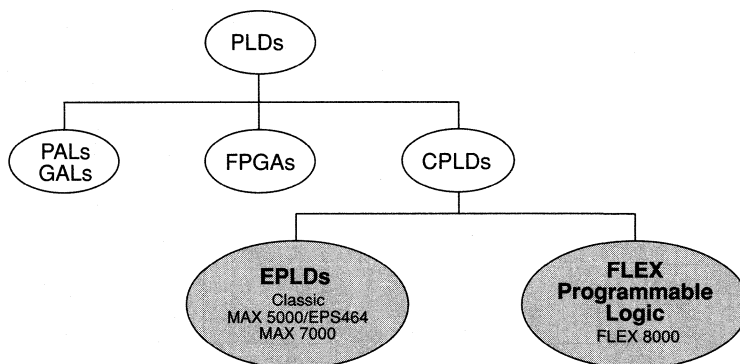 PLDs
PALs
GALs
FPGAs
CPLDs
EPLDs
Classic
MAX 5000/EPS464
MAX 7000
FLEX
Programmable
Logic
FLEX 8000